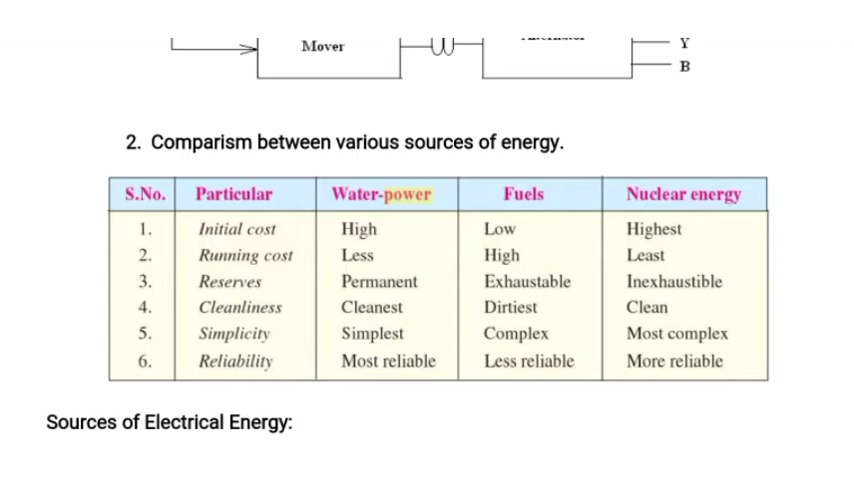 Mover
Y
B
2. Comparism between various sources of energy.
S.No. Particular Water-power Fuels Nuclear energy
1. Initial cost High Low Highest
2. Running cost Less High Least
3. Reserves Permanent Exhaustable Inexhaustible
4. Cleanliness Cleanest Dirtiest Clean
5. Simplicity Simplest Complex Most complex
6. Reliability Most reliable Less reliable More reliable
Sources of Electrical Energy: